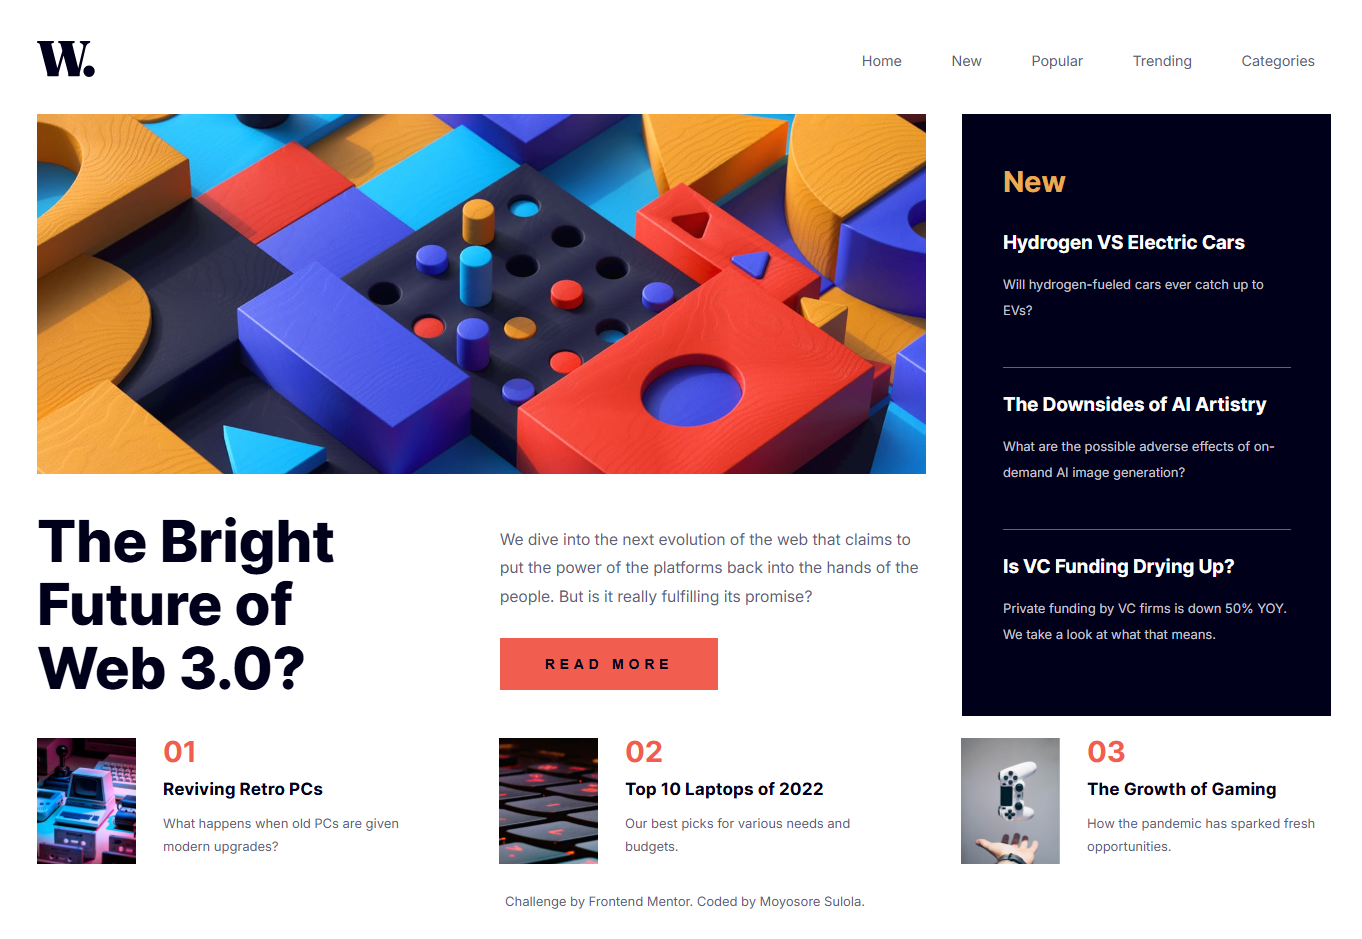 W.
Home New Popular Trending Categories
New
Hydrogen VS Electric Cars
Will hydrogen-fueled cars ever catch up to
EVs?
The Downsides of AI Artistry
What are the possible adverse effects of on-
demand AI image generation?
Is VC Funding Drying Up?
Private funding by VC firms is down 50% YOY.
We take a look at what that means.
The Bright
Future of
Web 3.0?
We dive into the next evolution of the web that claims to
put the power of the platforms back into the hands of the
people. But is it really fulfilling its promise?
READ MORE
01
Reviving Retro PCs
What happens when old PCs are given
modern upgrades?
02
Top 10 Laptops of 2022
Our best picks for various needs and
budgets.
03
The Growth of Gaming
How the pandemic has sparked fresh
opportunities.
Challenge by Frontend Mentor. Coded by Moyosore Sulola.